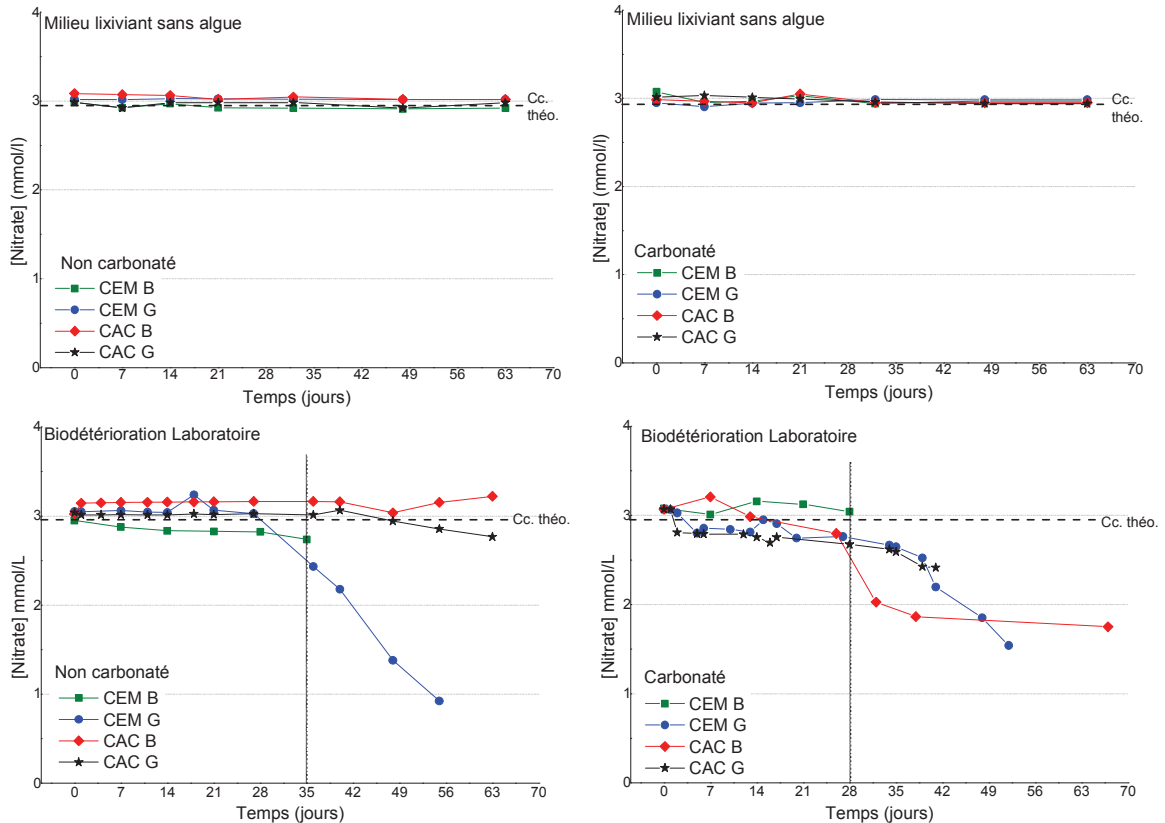 Milieu lixiviant sans algue
[Nitrate] (mmol/l)
4
3
2
1
0
Cc.
théo.
Non carbonaté
CEM B
CEM G
CAC B
CAC G
0 7 14 21 28 35 42 49 56 63 70
Temps (jours)
Milieu lixiviant sans algue
[Nitrate] (mmol/l)
4
3
2
1
0
Cc.
théo.
Carbonaté
CEM B
CEM G
CAC B
CAC G
0 7 14 21 28 35 42 49 56 63 70
Temps (jours)
Biodétérioration Laboratoire
[Nitrate] mmol/L
4
3
2
1
0
Cc. théo.
Non carbonaté
CEM B
CEM G
CAC B
CAC G
0 7 14 21 28 35 42 49 56 63 70
Temps (jours)
Biodétérioration Laboratoire
[Nitrate] mmol/L
4
3
2
1
0
Cc. théo.
Carbonaté
CEM B
CEM G
CAC B
CAC G
0 7 14 21 28 35 42 49 56 63 70
Temps (jours)